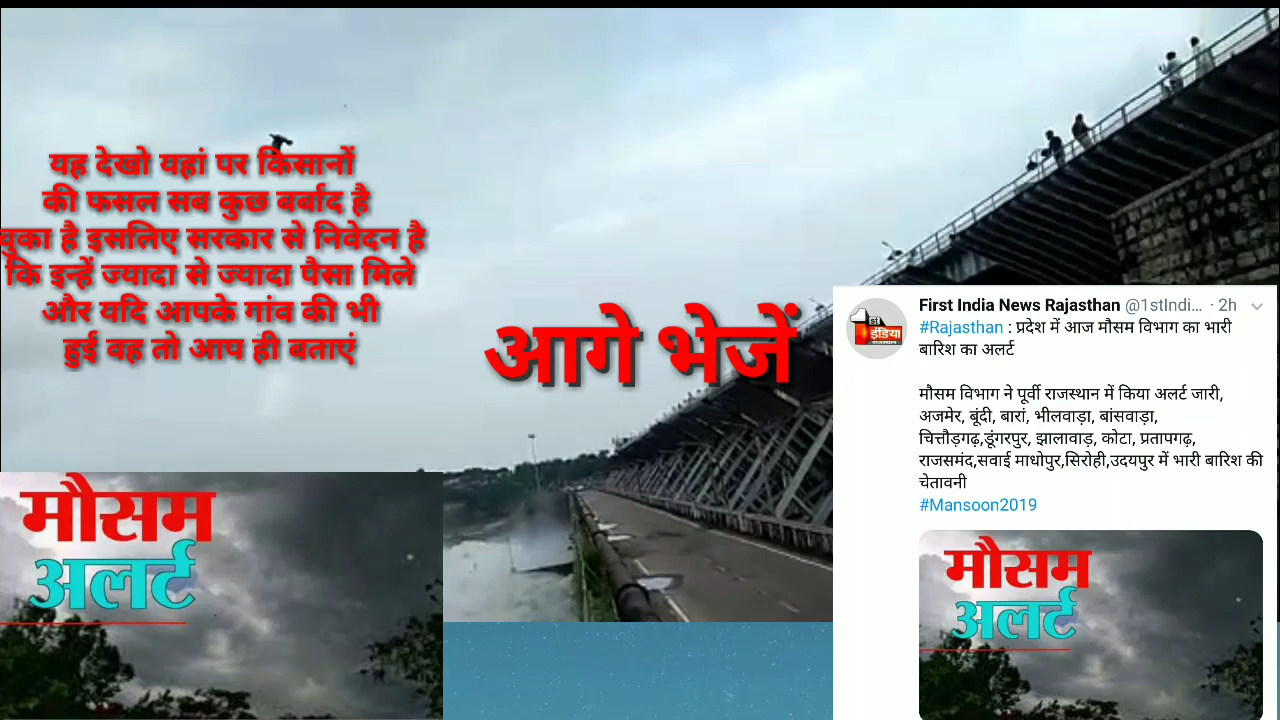 यह देखो यहां पर किसानों
की फसल सब कुछ बर्बाद है
चुका है इसलिए सरकार से निवेदन है
कि इन्हें ज्यादा से ज्यादा पैसा मिले
और यदि आपके गांव की भी
हुई वह तो आप ही बताएं
आगे भेजें
मौसम
अलर्ट
First India News Rajasthan @1stIndi... · 2h
#Rajasthan : प्रदेश में आज मौसम विभाग का भारी
बारिश का अलर्ट
मौसम विभाग ने पूर्वी राजस्थान में किया अलर्ट जारी,
अजमेर, बूंदी, बारां, भीलवाड़ा, बांसवाड़ा,
चित्तौड़गढ़,डूंगरपुर, झालावाड़, कोटा, प्रतापगढ़,
राजसमंद,सवाई माधोपुर,सिरोही,उदयपुर में भारी बारिश की
चेतावनी
#Mansoon2019
1st
इंडिया
राजस्थान
मौसम
अलर्ट